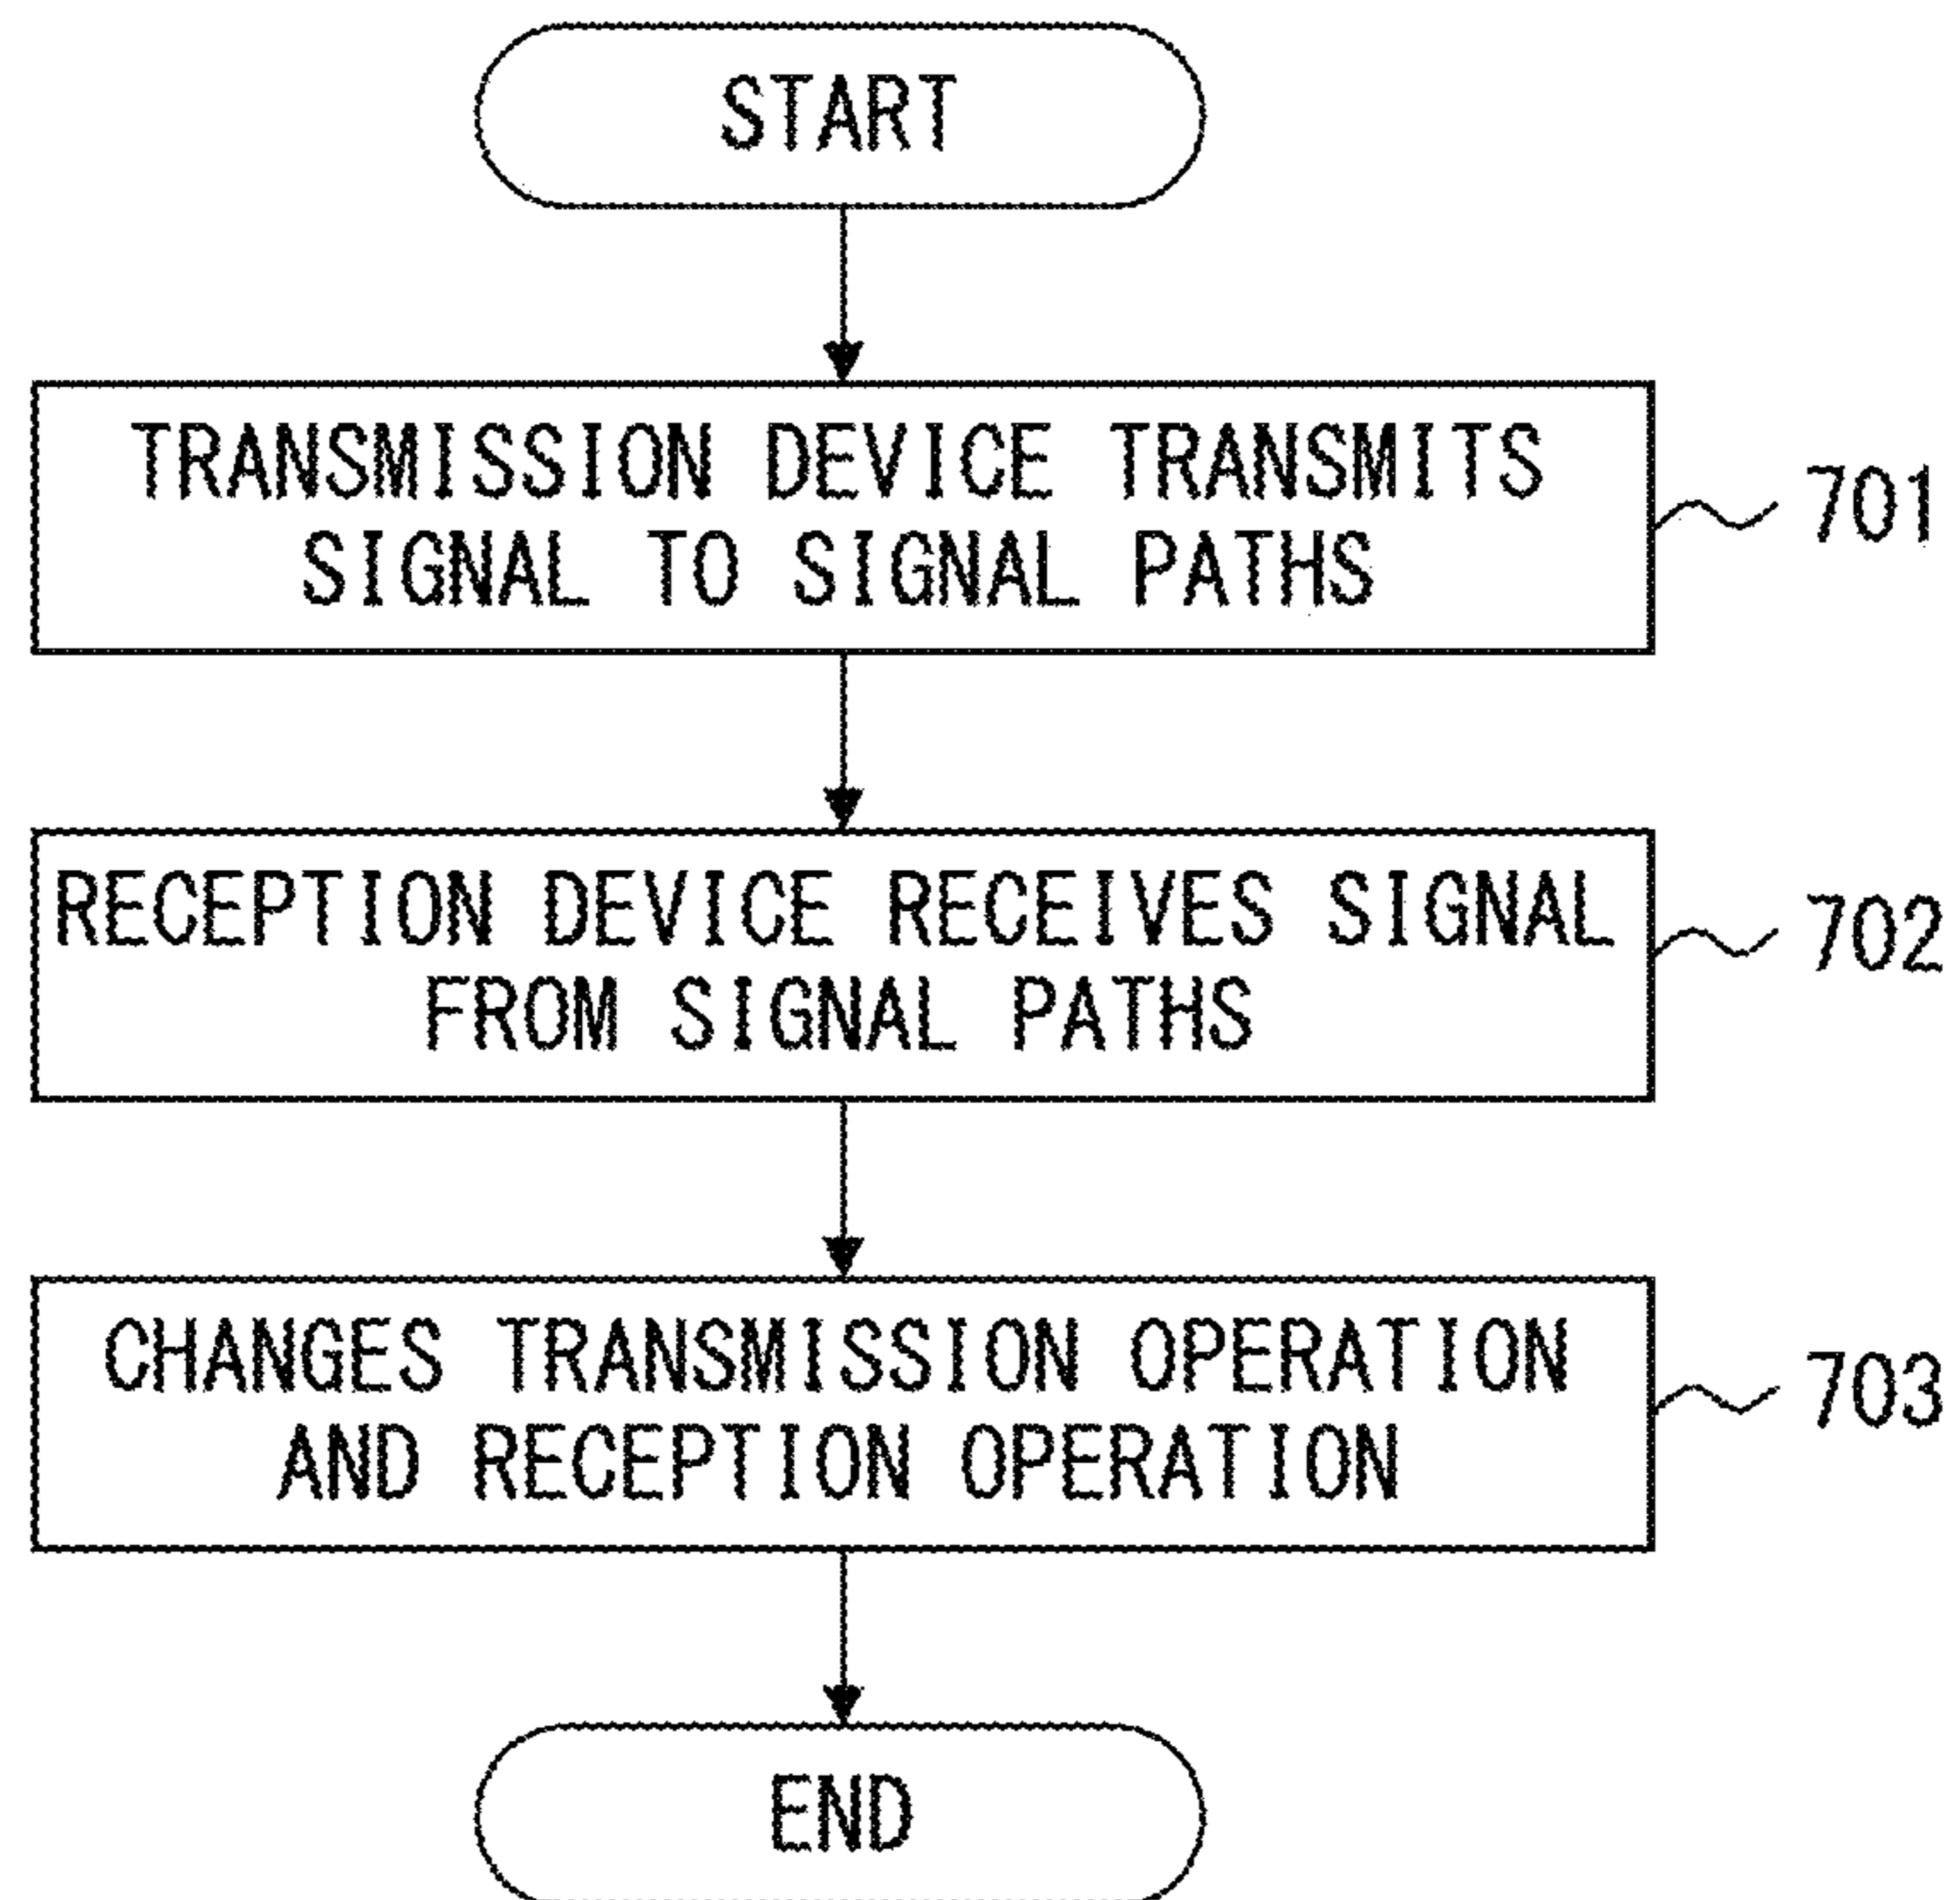 START
TRANSMISSION DEVICE TRANSMITS
SIGNAL TO SIGNAL PATHS
701
RECEPTION DEVICE RECEIVES SIGNAL
FROM SIGNAL PATHS
702
CHANGES TRANSMISSION OPERATION
AND RECEPTION OPERATION
703
END